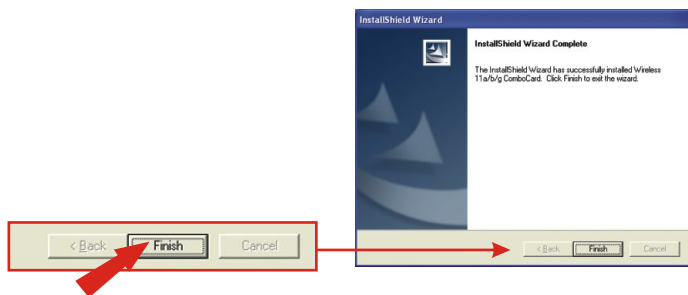 InstallShield Wizard
InstallShield Wizard Complete
The InstallShield Wizard has successfully installed Wireless
11a/b/g ComboCard. Click Finish to exit the wizard.
< Back Finish Cancel
< Back Finish Cancel